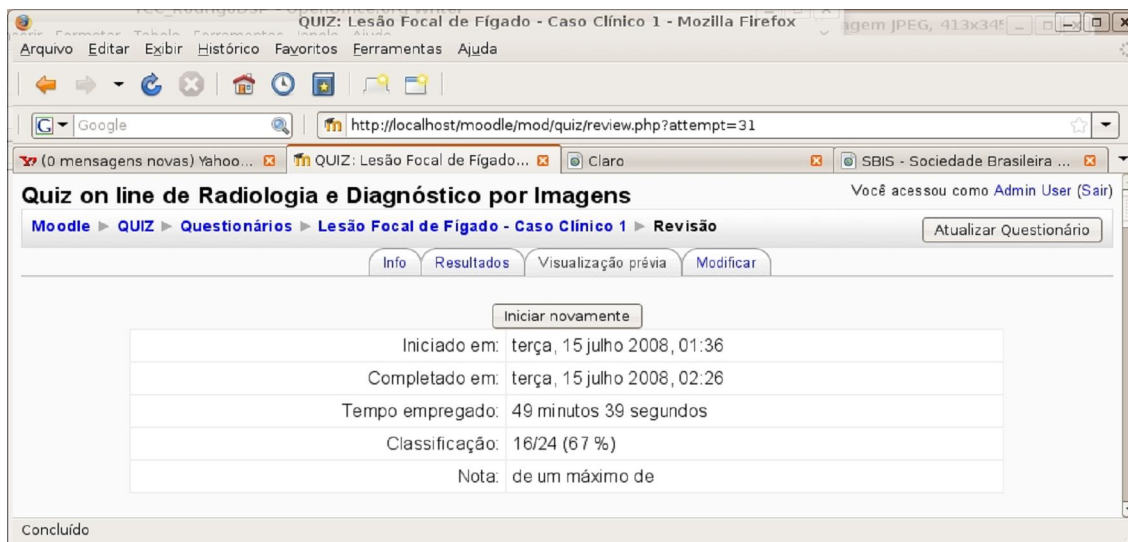 QUIZ: Lesão Focal de Fígado - Caso Clínico 1 - Mozilla Firefox
agem JPEG, 413x345
Arquivo Editar Exibir Histórico Favoritos Ferramentas Ajuda
G Google
http://localhost/moodle/mod/quiz/review.php?attempt=31
(0 mensagens novas) Yahoo... QUIZ: Lesão Focal de Fígado... Claro SBIS - Sociedade Brasileira ...
Quiz on line de Radiologia e Diagnóstico por Imagens
Você acessou como Admin User (Sair)
Moodle ► QUIZ ► Questionários ► Lesão Focal de Fígado - Caso Clínico 1 ► Revisão
Atualizar Questionário
Info Resultados Visualização prévia Modificar
Iniciar novamente
Iniciado em: terça, 15 julho 2008, 01:36
Completado em: terça, 15 julho 2008, 02:26
Tempo empregado: 49 minutos 39 segundos
Classificação: 16/24 (67 %)
Nota: de um máximo de
Concluído